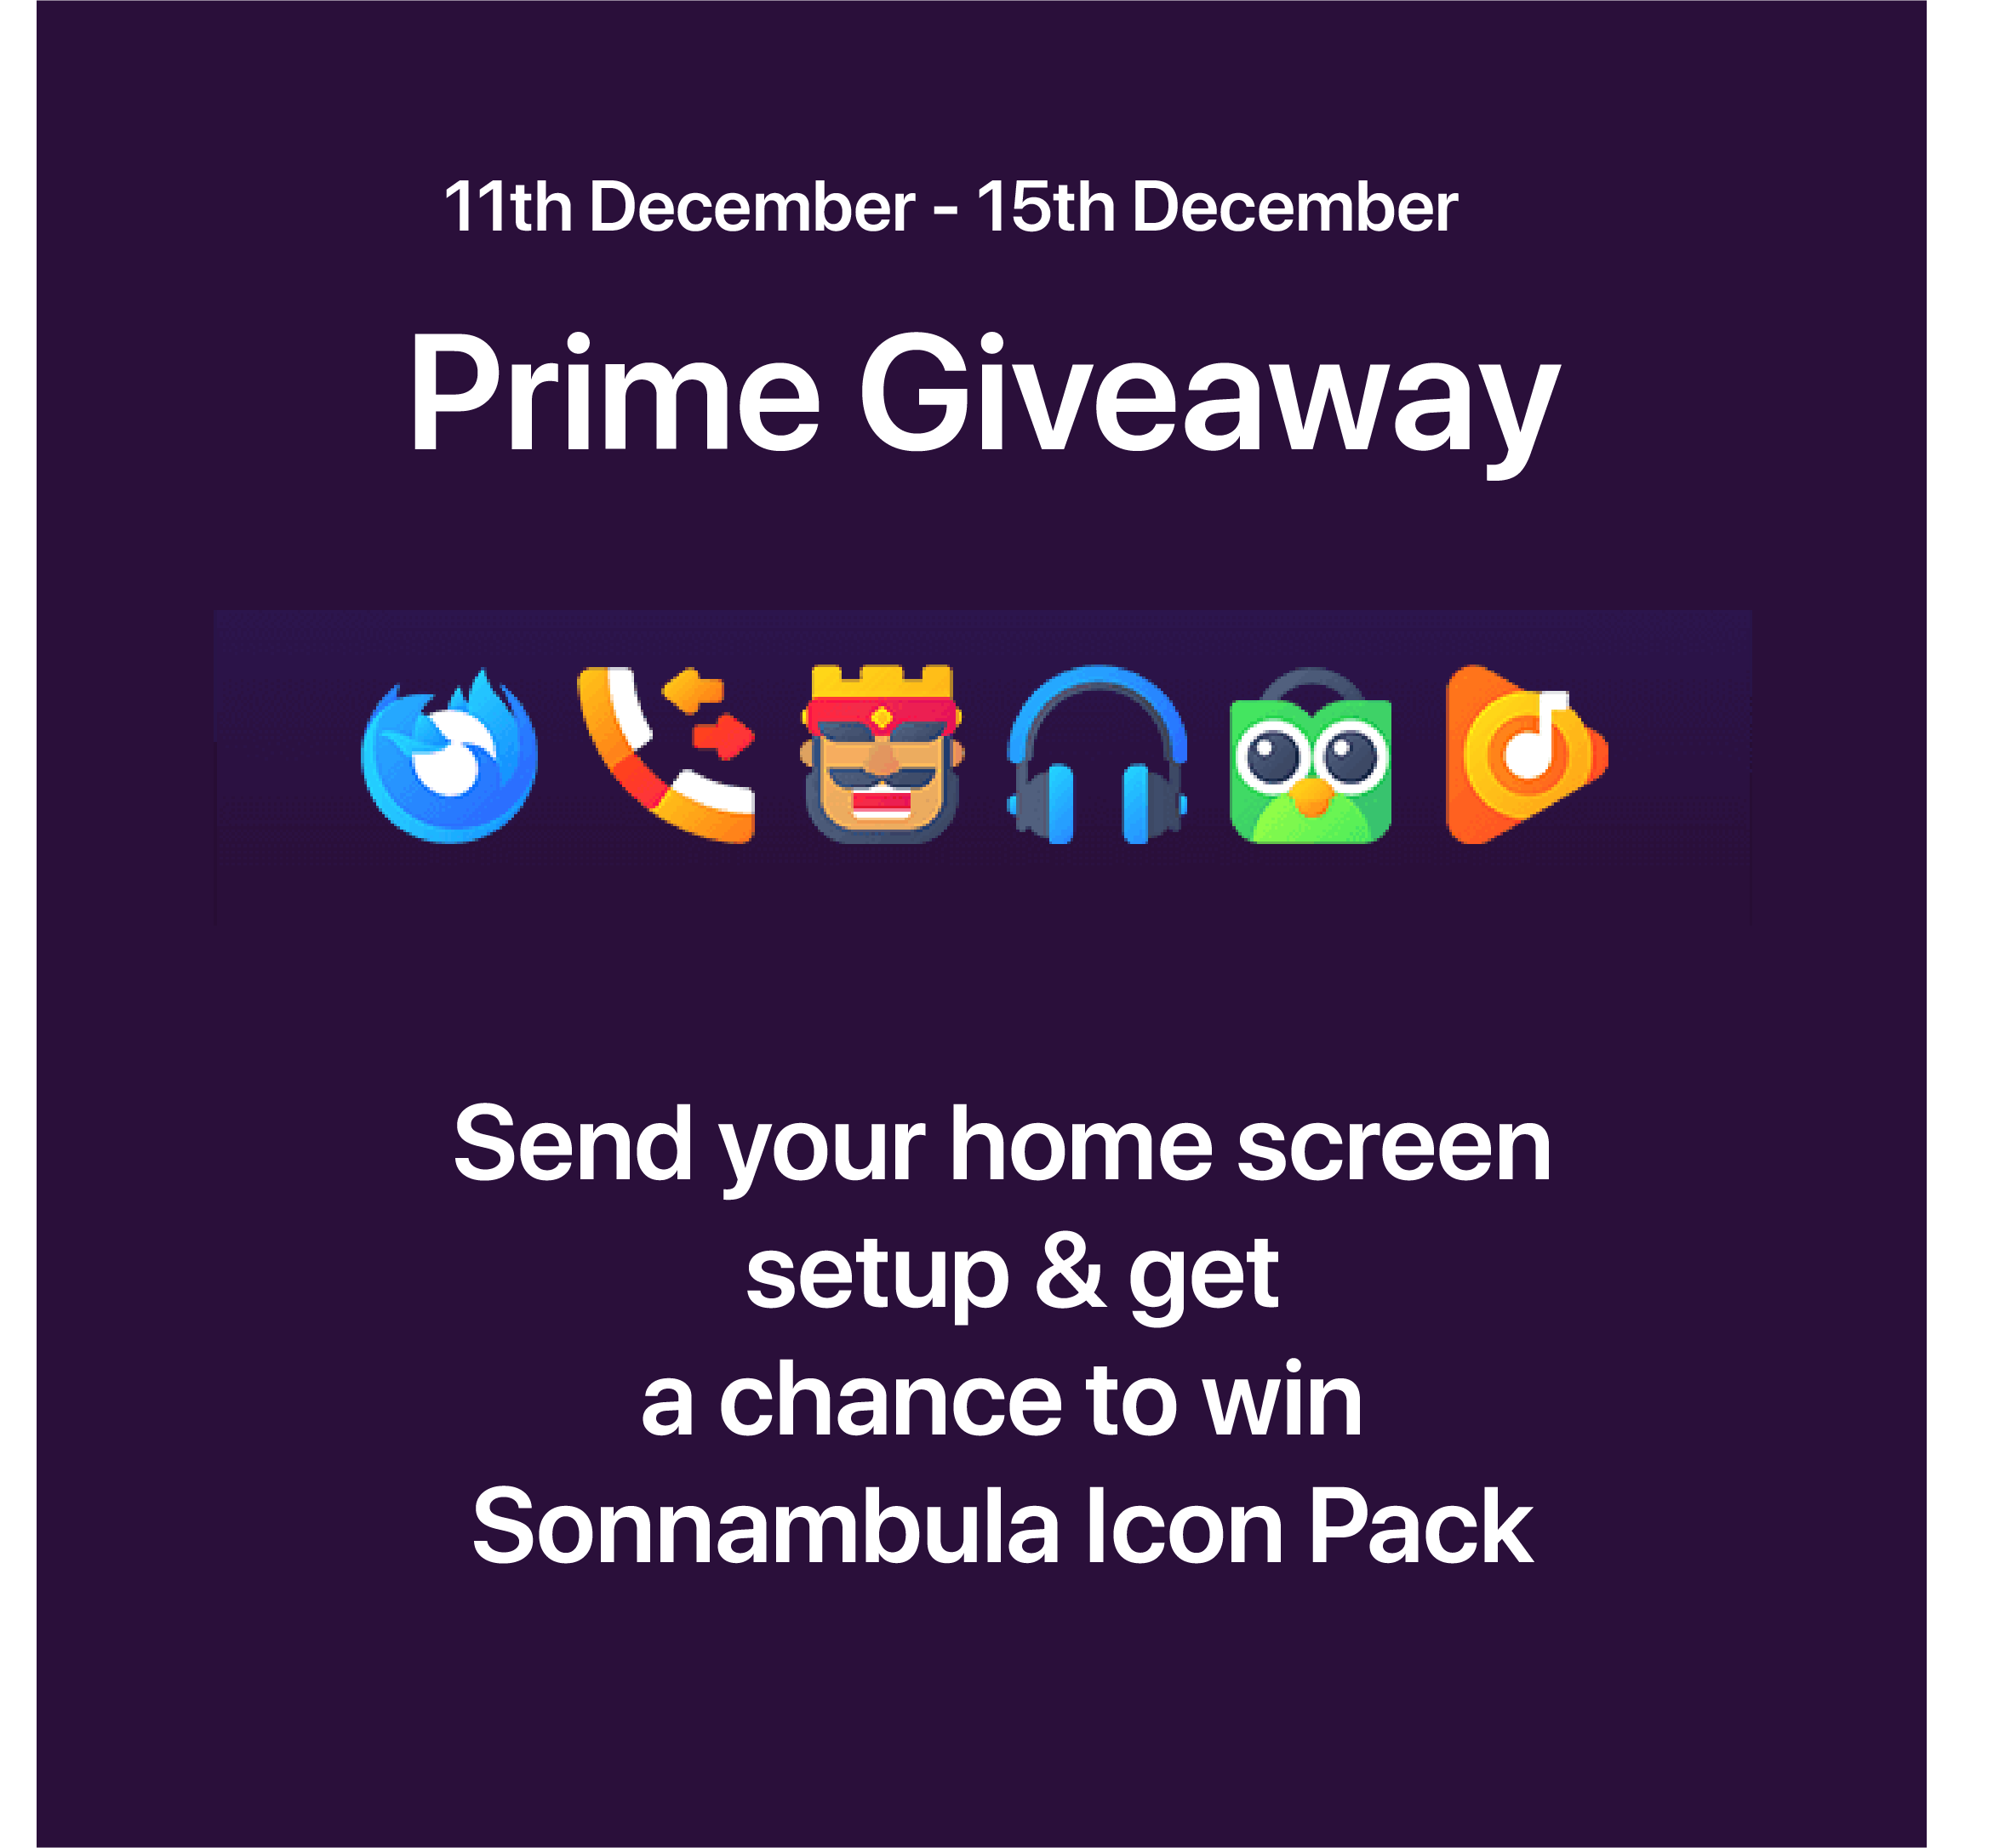 11th December - 15th December
Prime Giveaway
Send your home screen
setup & get
a chance to win
Sonnambula Icon Pack